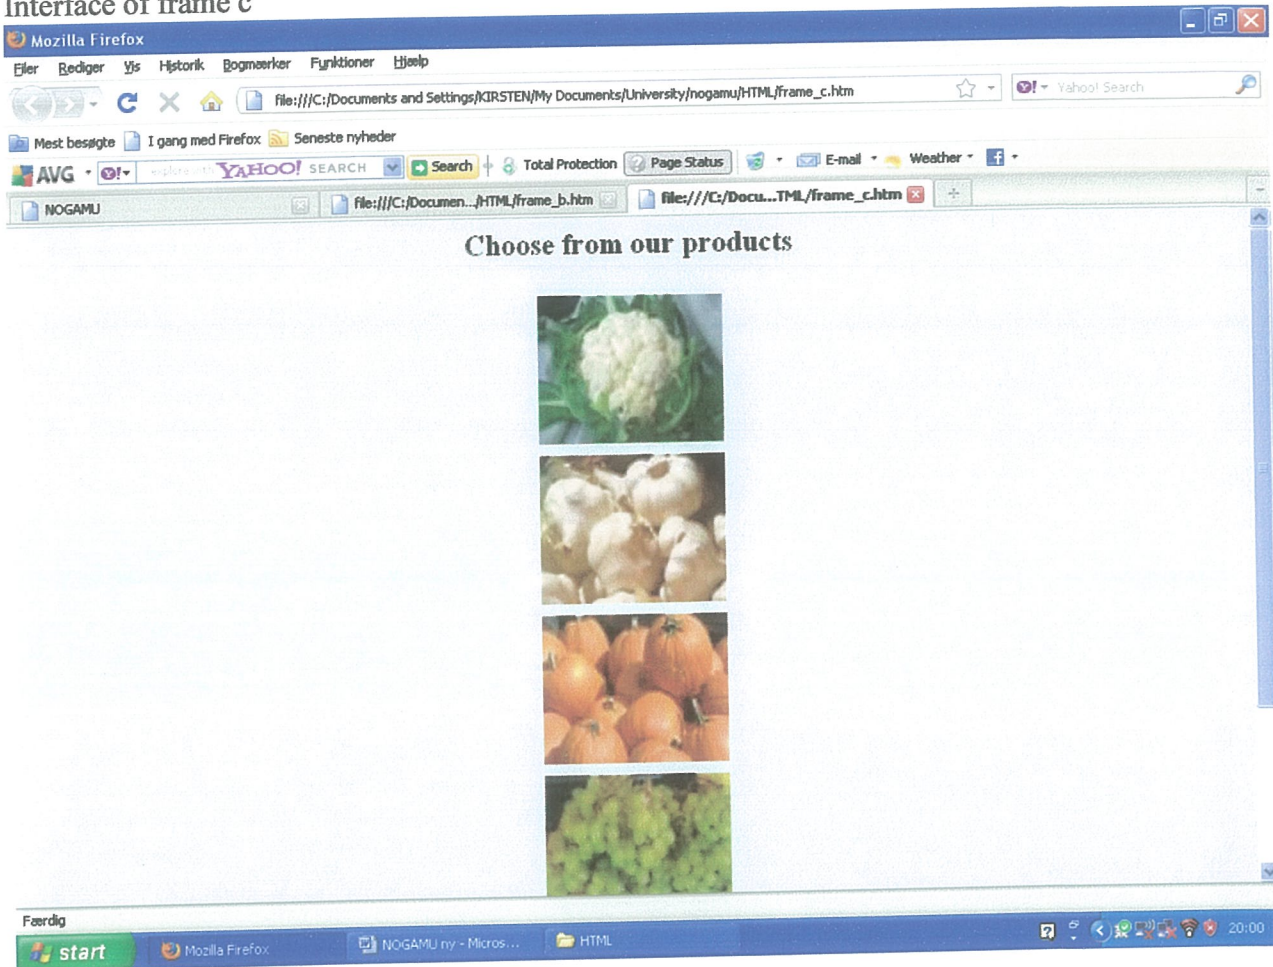 Interface of frame c
Mozilla Firefox
Filer Rediger Vis Historik Bogmærker Funktioner Hjælp
file:///C:/Documents and Settings/KIRSTEN/My Documents/University/nogamu/HTML/frame_c.htm
Yahoo! Search
Mest besøgte I gang med Firefox Seneste nyheder
AVG YAHOO! SEARCH Search Total Protection Page Status E-mail Weather
NOGAMU file:///C:/Documen.../HTML/frame_b.htm file:///C:/Docu...TML/frame_c.htm
Choose from our products
Færdig
start Mozilla Firefox NOGAMU ny - Micros... HTML 20:00